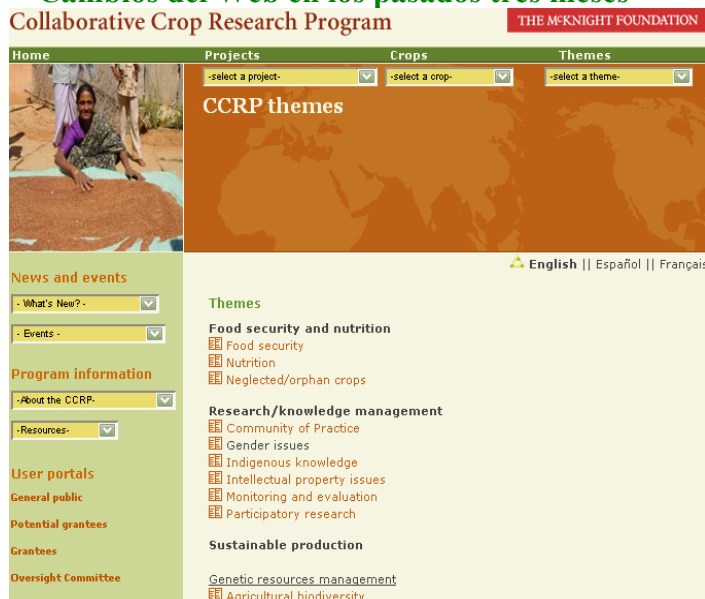 Cambios del Web en los pasados tres meses
Collaborative Crop Research Program
THE McKNIGHT FOUNDATION
Home Projects Crops Themes
-select a project- -select a crop- -select a theme-
CCRP themes
English || Español || Français
News and events
- What's New? -
- Events -
Program information
-About the CCRP-
-Resources-
User portals
General public
Potential grantees
Grantees
Oversight Committee
Themes
Food security and nutrition
Food security
Nutrition
Neglected/orphan crops
Research/knowledge management
Community of Practice
Gender issues
Indigenous knowledge
Intellectual property issues
Monitoring and evaluation
Participatory research
Sustainable production
Genetic resources management
Agricultural biodiversity